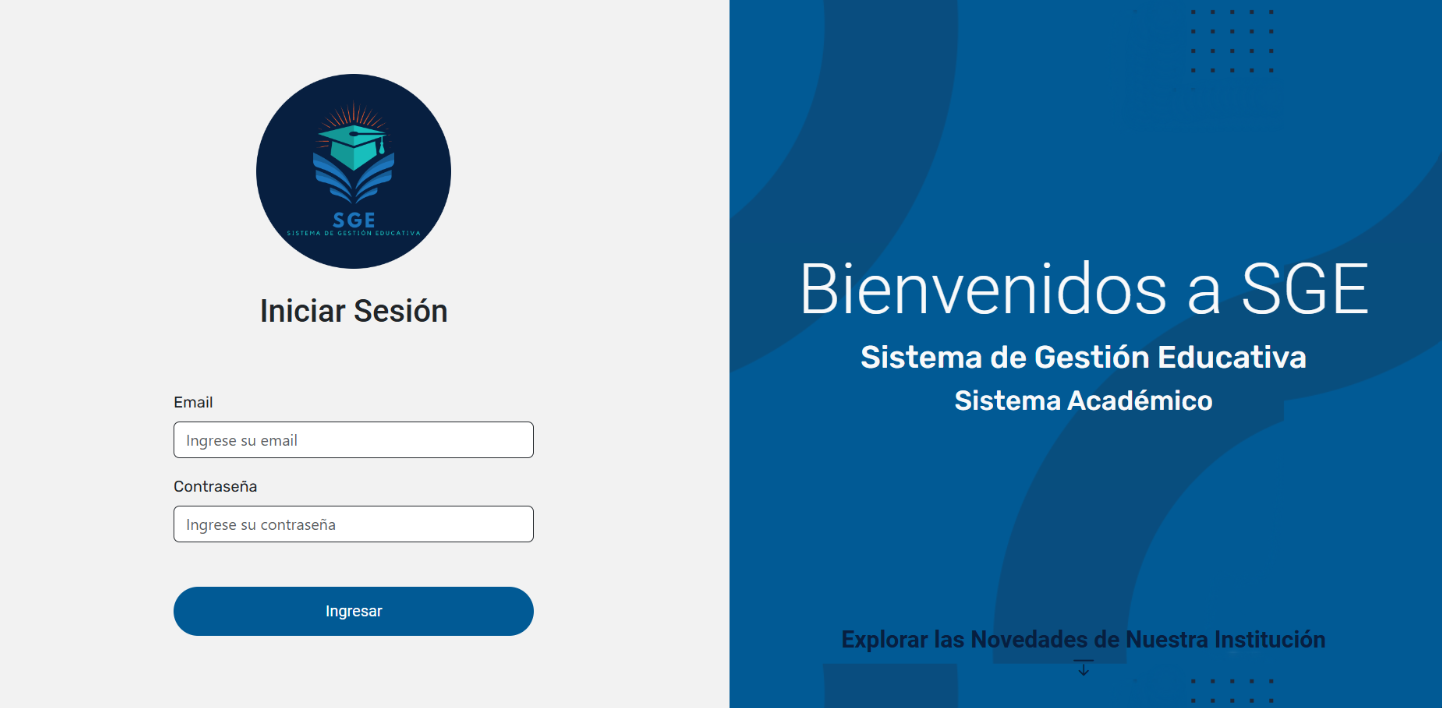 SGE
SISTEMA DE GESTIÓN EDUCATIVA
Iniciar Sesión
Email
Ingrese su email
Contraseña
Ingrese su contraseña
Ingresar
Bienvenidos a SGE
Sistema de Gestión Educativa
Sistema Académico
Explorar las Novedades de Nuestra Institución